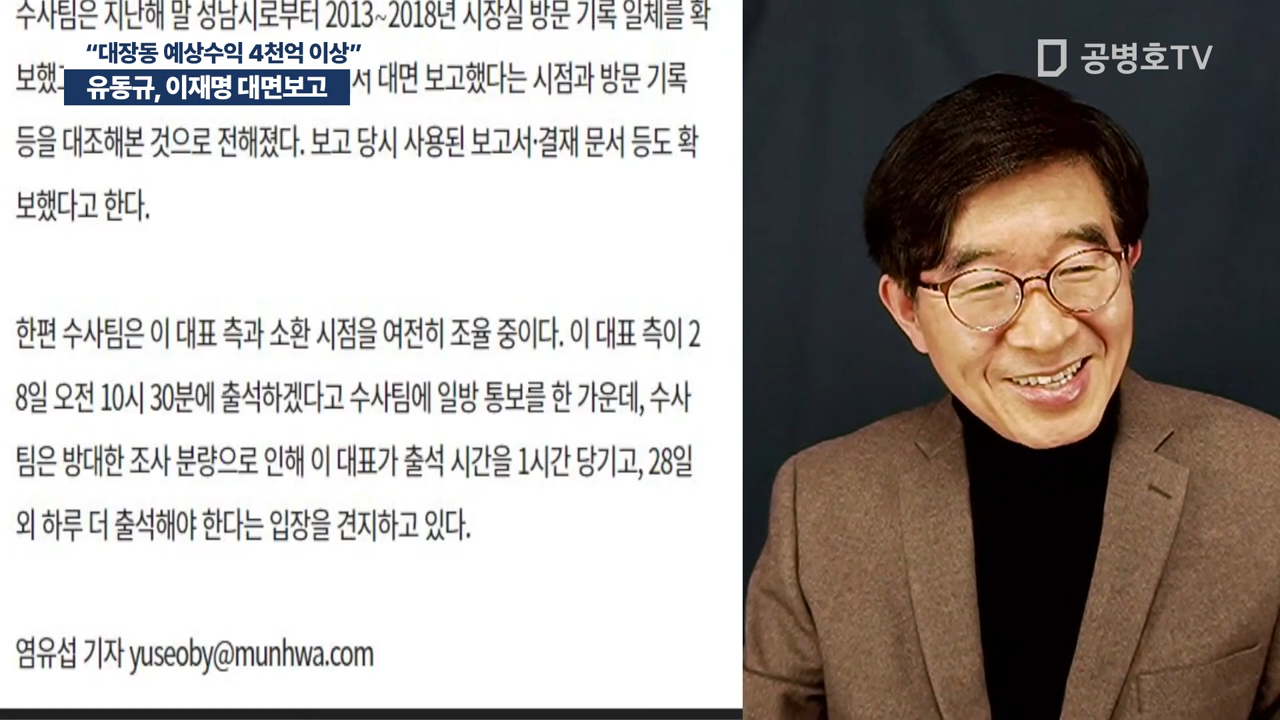 수사팀은 지난해 말 성남시로부터 2013~2018년 시장실 방문 기록 일체를 확
“대장동 예상수익 4천억 이상”
공병호TV
보했 서 대면 보고했다는 시점과 방문 기록
유동규, 이재명 대면보고
등을 대조해본 것으로 전해졌다. 보고 당시 사용된 보고서·결재 문서 등도 확
보했다고 한다.
한편 수사팀은 이 대표 측과 소환 시점을 여전히 조율 중이다. 이 대표 측이 2
8일 오전 10시 30분에 출석하겠다고 수사팀에 일방 통보를 한 가운데, 수사
팀은 방대한 조사 분량으로 인해 이 대표가 출석 시간을 1시간 당기고, 28일
외 하루 더 출석해야 한다는 입장을 견지하고 있다.
염유섭 기자 yuseoby@munhwa.com